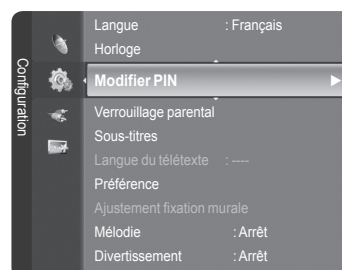 Configuration
Langue : Français
Horloge
Modifier PIN
Verrouillage parental
Sous-titres
Langue du télétexte : ----
Préférence
Ajustement fixation murale
Mélodie : Arrêt
Divertissement : Arrêt